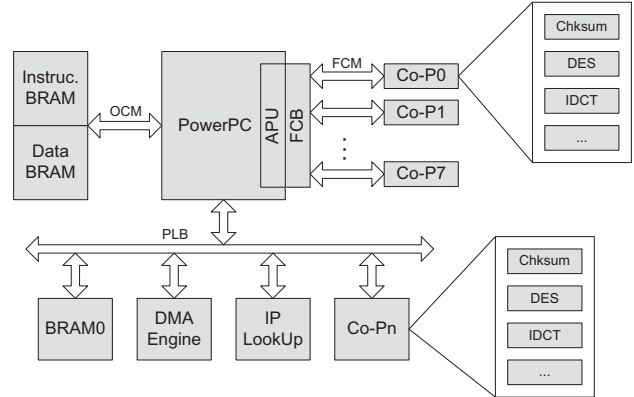 Instruc.
BRAM
Data
BRAM
OCM
PowerPC
APU
FCB
FCM
Co-P0
Co-P1
...
Co-P7
Chksum
DES
IDCT
...
PLB
BRAM0
DMA
Engine
IP
LookUp
Co-Pn
Chksum
DES
IDCT
...